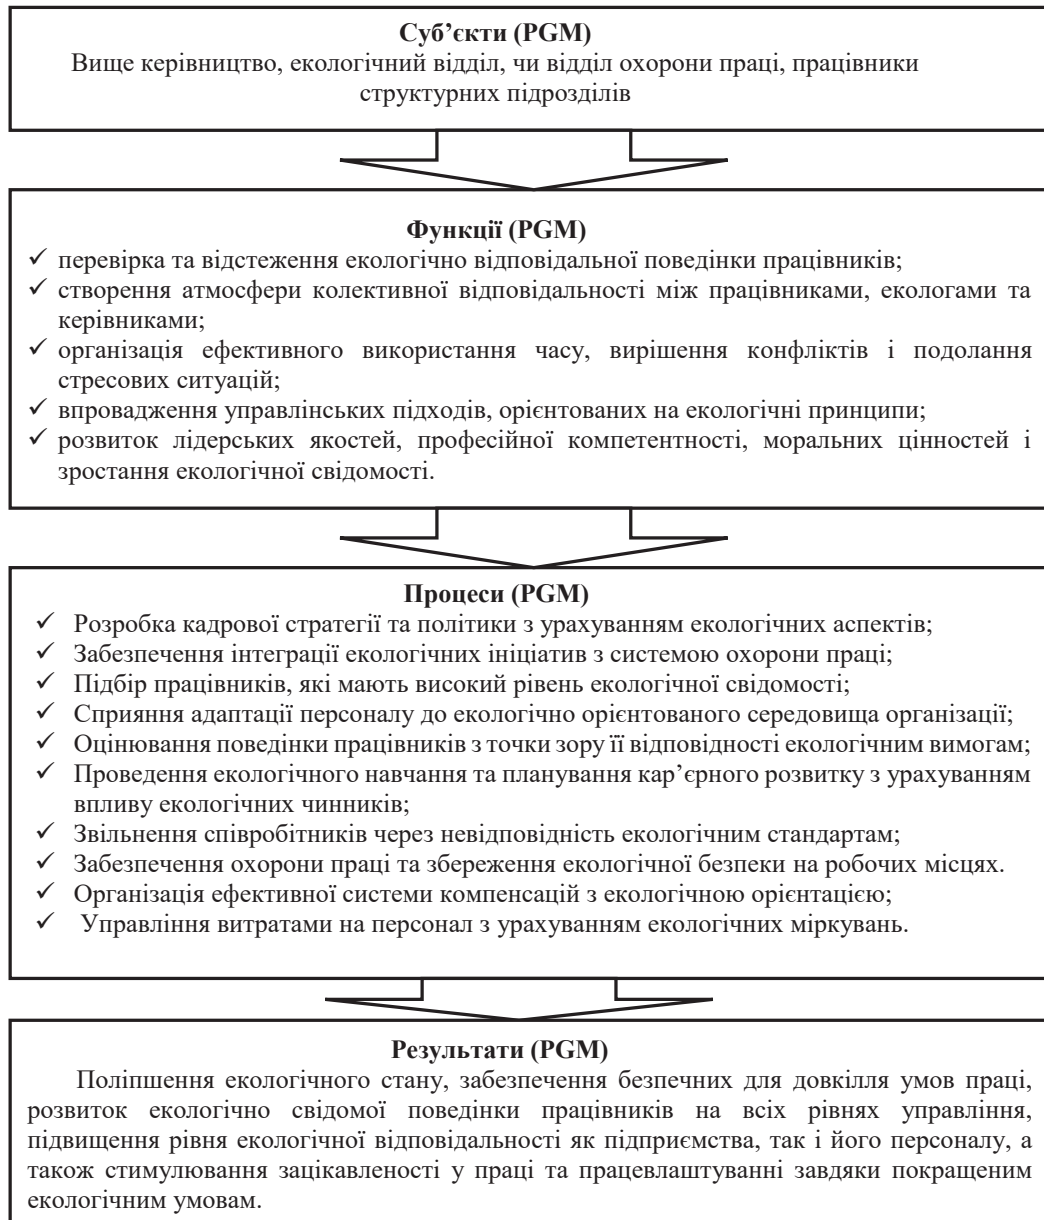 Суб’єкти (PGM)
Вище керівництво, екологічний відділ, чи відділ охорони праці, працівники
структурних підрозділів
Функції (PGM)
✓ перевірка та відстеження екологічно відповідальної поведінки працівників;
✓ створення атмосфери колективної відповідальності між працівниками, екологами та
керівниками;
✓ організація ефективного використання часу, вирішення конфліктів і подолання
стресових ситуацій;
✓ впровадження управлінських підходів, орієнтованих на екологічні принципи;
✓ розвиток лідерських якостей, професійної компетентності, моральних цінностей і
зростання екологічної свідомості.
Процеси (PGM)
✓ Розробка кадрової стратегії та політики з урахуванням екологічних аспектів;
✓ Забезпечення інтеграції екологічних ініціатив з системою охорони праці;
✓ Підбір працівників, які мають високий рівень екологічної свідомості;
✓ Сприяння адаптації персоналу до екологічно орієнтованого середовища організації;
✓ Оцінювання поведінки працівників з точки зору її відповідності екологічним вимогам;
✓ Проведення екологічного навчання та планування кар’єрного розвитку з урахуванням
впливу екологічних чинників;
✓ Звільнення співробітників через невідповідність екологічним стандартам;
✓ Забезпечення охорони праці та збереження екологічної безпеки на робочих місцях.
✓ Організація ефективної системи компенсацій з екологічною орієнтацією;
✓ Управління витратами на персонал з урахуванням екологічних міркувань.
Результати (PGM)
Поліпшення екологічного стану, забезпечення безпечних для довкілля умов праці,
розвиток екологічно свідомої поведінки працівників на всіх рівнях управління,
підвищення рівня екологічної відповідальності як підприємства, так і його персоналу, а
також стимулювання зацікавленості у праці та працевлаштуванні завдяки покращеним
екологічним умовам.